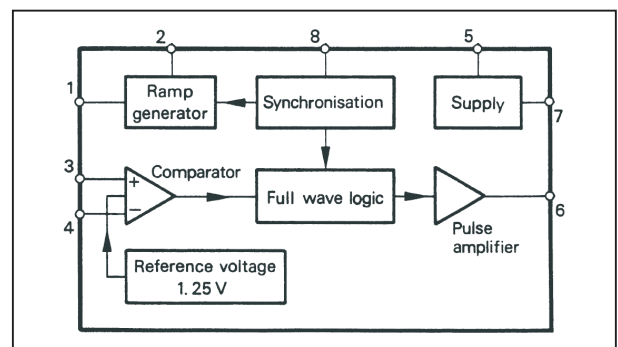 2 8 5
1
Ramp
generator
Synchronisation
Supply
7
3
Comparator
+
−
4
Full wave logic
6
Pulse
amplifier
Reference voltage
1.25 V